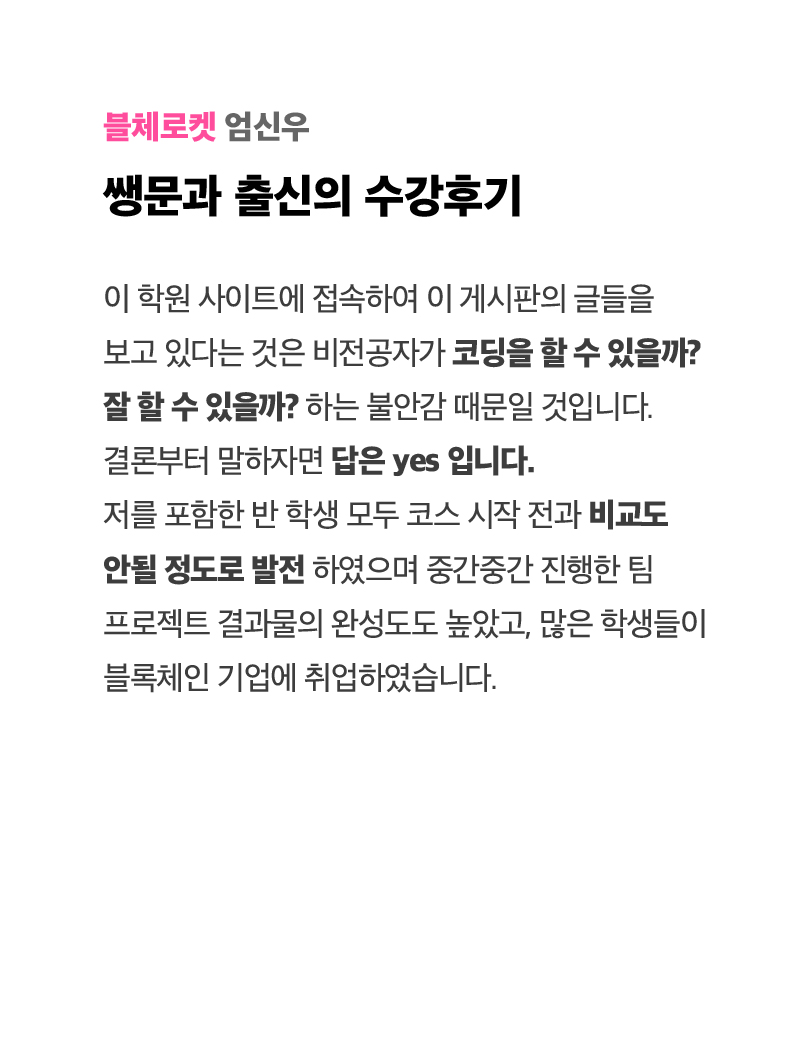 블체로켓 엄신우
쌩문과 출신의 수강후기
이 학원 사이트에 접속하여 이 게시판의 글들을
보고 있다는 것은 비전공자가 코딩을 할 수 있을까?
잘 할 수 있을까? 하는 불안감 때문일 것입니다.
결론부터 말하자면 답은 yes 입니다.
저를 포함한 반 학생 모두 코스 시작 전과 비교도
안될 정도로 발전 하였으며 중간중간 진행한 팀
프로젝트 결과물의 완성도도 높았고, 많은 학생들이
블록체인 기업에 취업하였습니다.